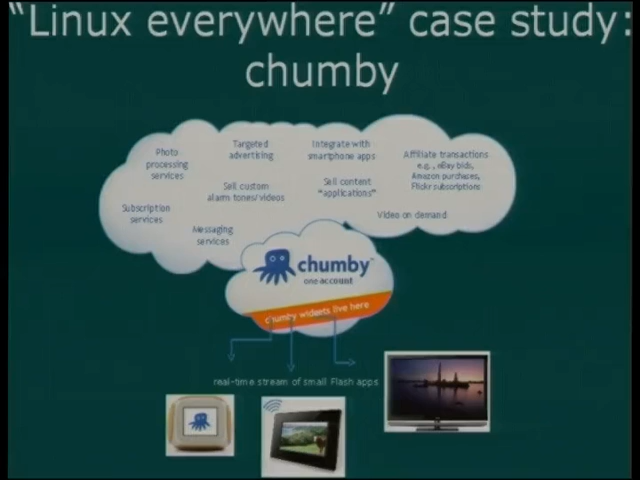 "Linux everywhere” case study:
chumby
Photo
processing
services
Targeted
advertiring
Integrate with
smartphone apps
Affiliate transactions
e.g., eBay bids,
Amazon purchases,
Flickr subscriptions
Sell custom
alarm tones/videos
Sell content
"applications"
Subscription
services
Messaging
services
Video on demand
chumby™
one account
chumby widgets live here
real-time stream of small Flash apps